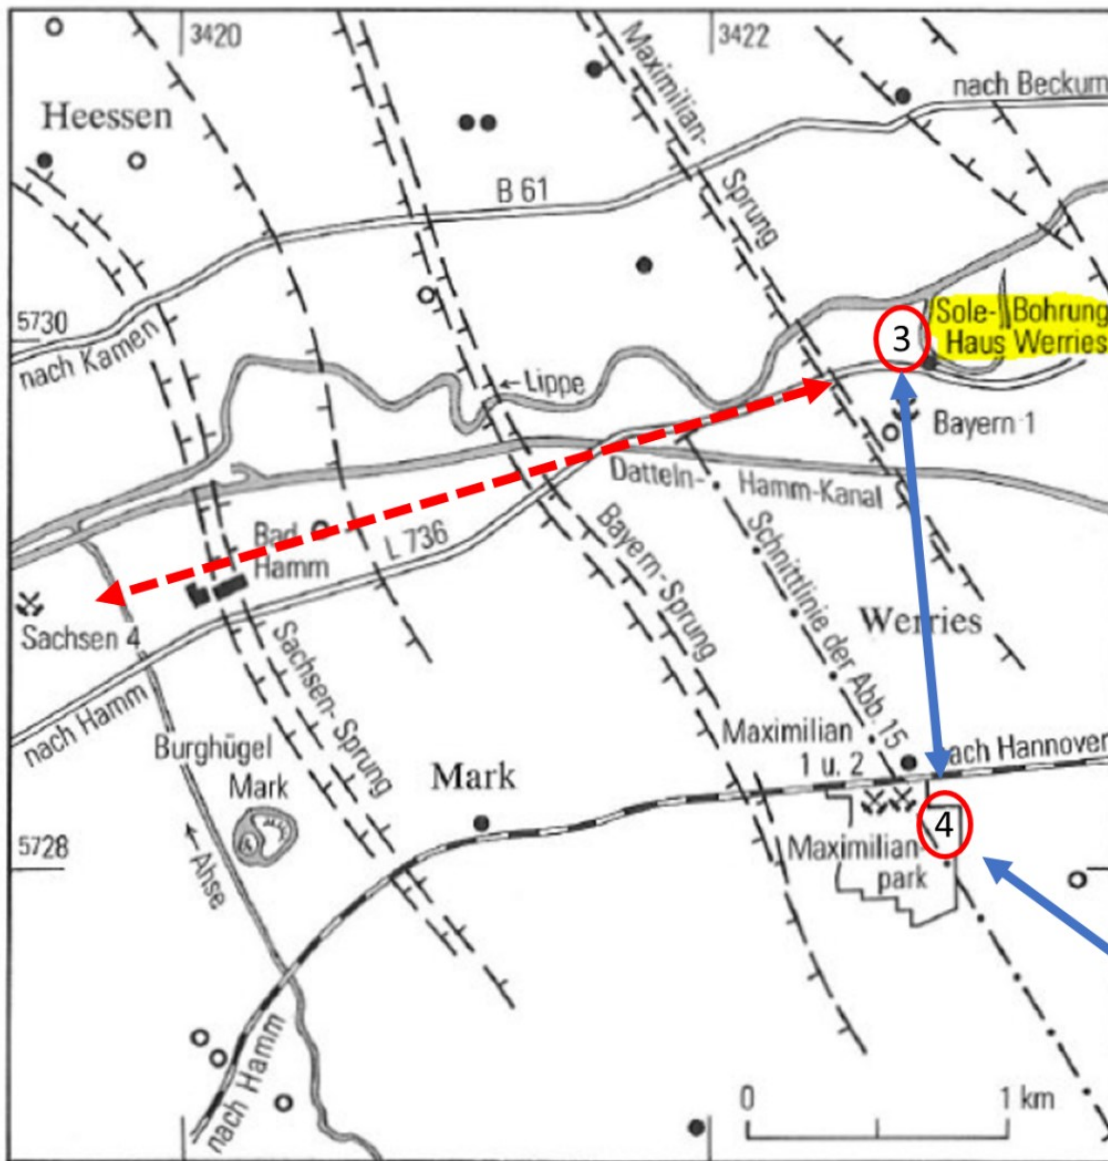 3420
3422
Heessen
Maximilian-
Sprung
nach Beckum
B 61
5730
nach Kamen
Sole- Bohrung
Haus Werries
3
← Lippe
Bayern 1
Datteln-
Hamm-Kanal
Bad
Hamm
L 736
Sachsen 4
Bayern-Sprung
Schnittlinie der Abb. 15
Werries
nach Hamm
Sachsen-Sprung
Burghügel
Mark
Mark
Maximilian
1 u. 2
nach Hannover
4
Maximilian-
park
5728
← Ahse
nach Hamm
0
1 km